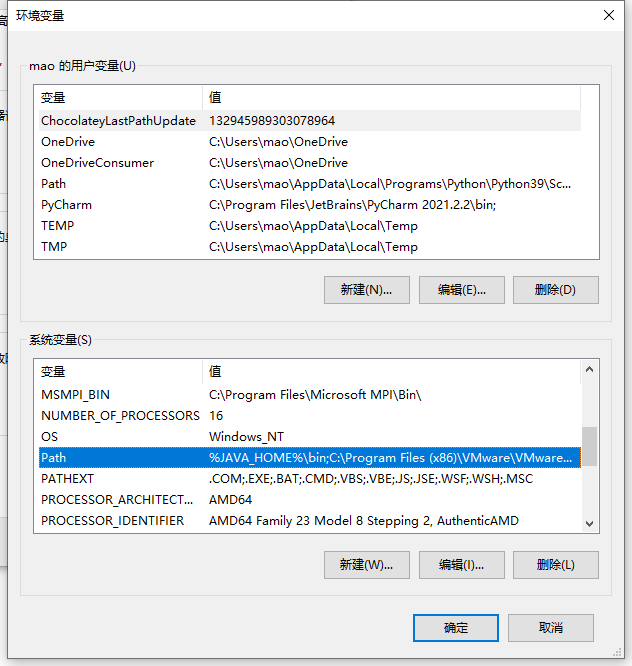 环境变量
mao 的用户变量(U)
变量 值
ChocolateyLastPathUpdate 132945989303078964
OneDrive C:\Users\mao\OneDrive
OneDriveConsumer C:\Users\mao\OneDrive
Path C:\Users\mao\AppData\Local\Programs\Python\Python39\Sc...
PyCharm C:\Program Files\JetBrains\PyCharm 2021.2.2\bin;
TEMP C:\Users\mao\AppData\Local\Temp
TMP C:\Users\mao\AppData\Local\Temp
新建(N)... 编辑(E)... 删除(D)
系统变量(S)
变量 值
MSMPI_BIN C:\Program Files\Microsoft MPI\Bin\
NUMBER_OF_PROCESSORS 16
OS Windows_NT
Path %JAVA_HOME%\bin;C:\Program Files (x86)\VMware\VMware...
PATHEXT .COM;.EXE;.BAT;.CMD;.VBS;.VBE;.JS;.JSE;.WSF;.WSH;.MSC
PROCESSOR_ARCHITECT... AMD64
PROCESSOR_IDENTIFIER AMD64 Family 23 Model 8 Stepping 2, AuthenticAMD
新建(W)... 编辑(I)... 删除(L)
确定 取消